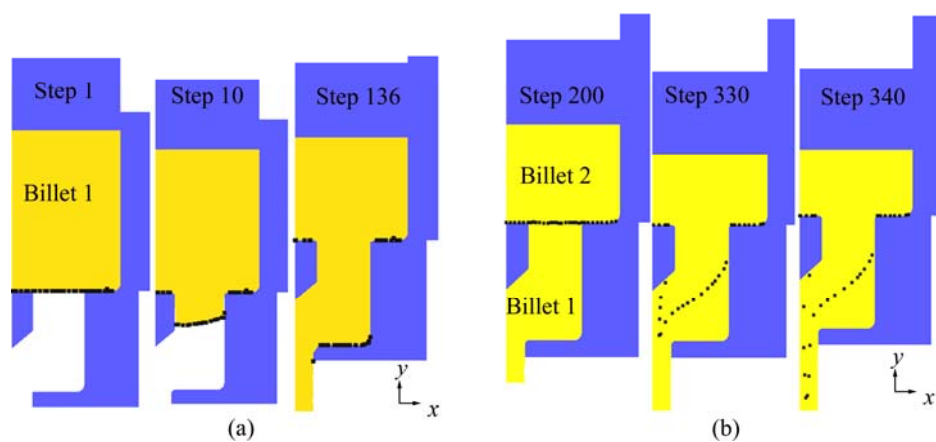 Step 1
Step 10
Step 136
Billet 1
y
x
(a)
Step 200
Step 330
Step 340
Billet 2
Billet 1
y
x
(b)